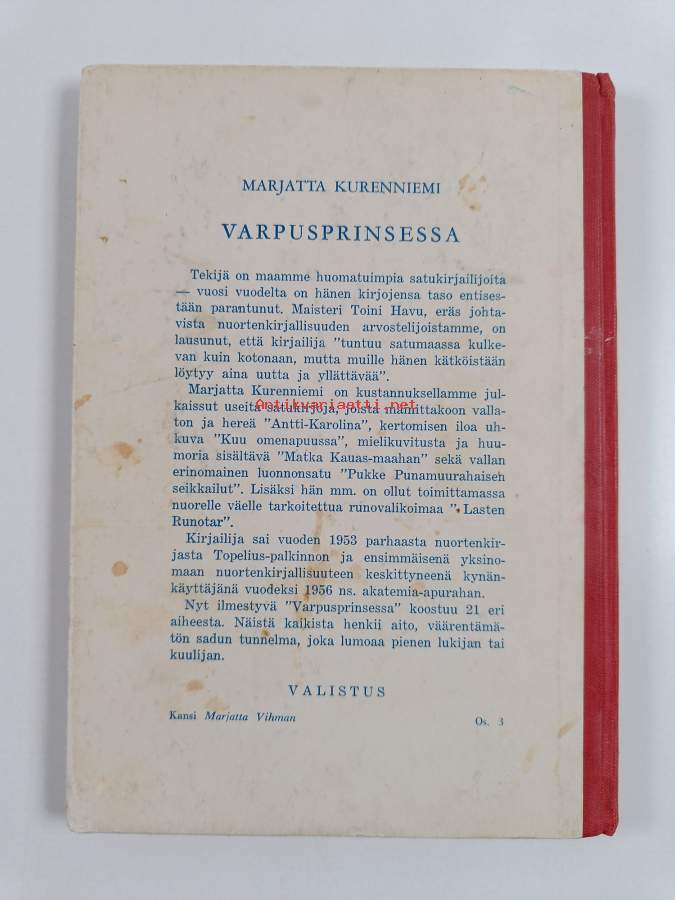 MARJATTA KURENNIEMI
VARPUSPRINSESSA
Tekijä on maamme huomatuimpia satukirjailijoita
— vuosi vuodelta on hänen kirjojensa taso entises-
tään parantunut. Maisteri Toini Havu, eräs johta-
vista nuortenkirjallisuuden arvostelijoistamme, on
lausunut, että kirjailija "tuntuu satumaassa kulke-
van kuin kotonaan, mutta muille hänen kätköistään
löytyy aina uutta ja yllättävää".
Marjatta Kurenniemi on kustannuksellamme jul-
kaissut useita satukirjoja, joista mainittakoon valla-
Antikvariaatti.net
ton ja hereä "Antti-Karolina", kertomisen iloa uh-
kuva "Kuu omenapuussa", mielikuvitusta ja huu-
moria sisältävä "Matka Kauas-maahan" sekä vallan
erinomainen luonnonsatu "Pukke Punamuurahaisen
seikkailut". Lisäksi hän mm. on ollut toimittamassa
nuorelle väelle tarkoitettua runovalikoimaa "Lasten
Runotar".
Kirjailija sai vuoden 1953 parhaasta nuortenkir-
jasta Topelius-palkinnon ja ensimmäisenä yksino-
maan nuortenkirjallisuuteen keskittyneenä kynän-
käyttäjänä vuodeksi 1956 ns. akatemia-apurahan.
Nyt ilmestyvä "Varpusprinsessa" koostuu 21 eri
aiheesta. Näistä kaikista henkii aito, väärentämä-
tön sadun tunnelma, joka lumoaa pienen lukijan tai
kuulijan.
VALISTUS
Kansi Marjatta Vihman
Os. 3